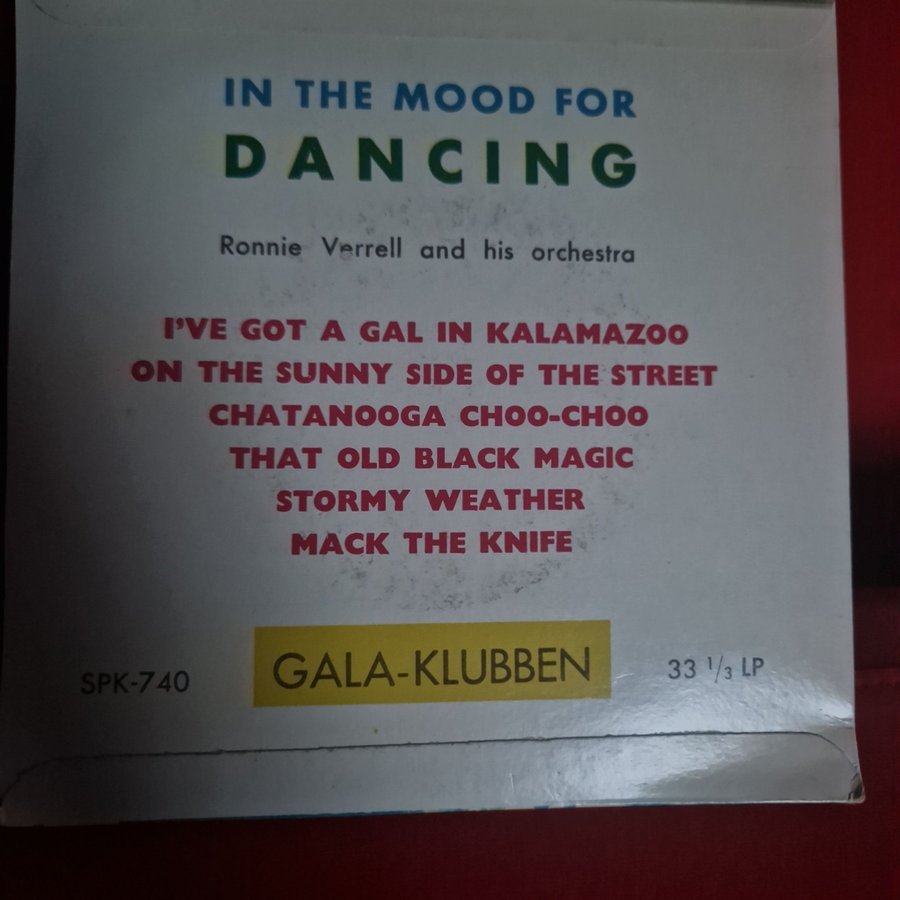 IN THE MOOD FOR
DANCING
Ronnie Verrell and his orchestra
I'VE GOT A GAL IN KALAMAZOO
ON THE SUNNY SIDE OF THE STREET
CHATANOOGA CHOO-CHOO
THAT OLD BLACK MAGIC
STORMY WEATHER
MACK THE KNIFE
SPK-740 GALA-KLUBBEN 33 1/3 LP